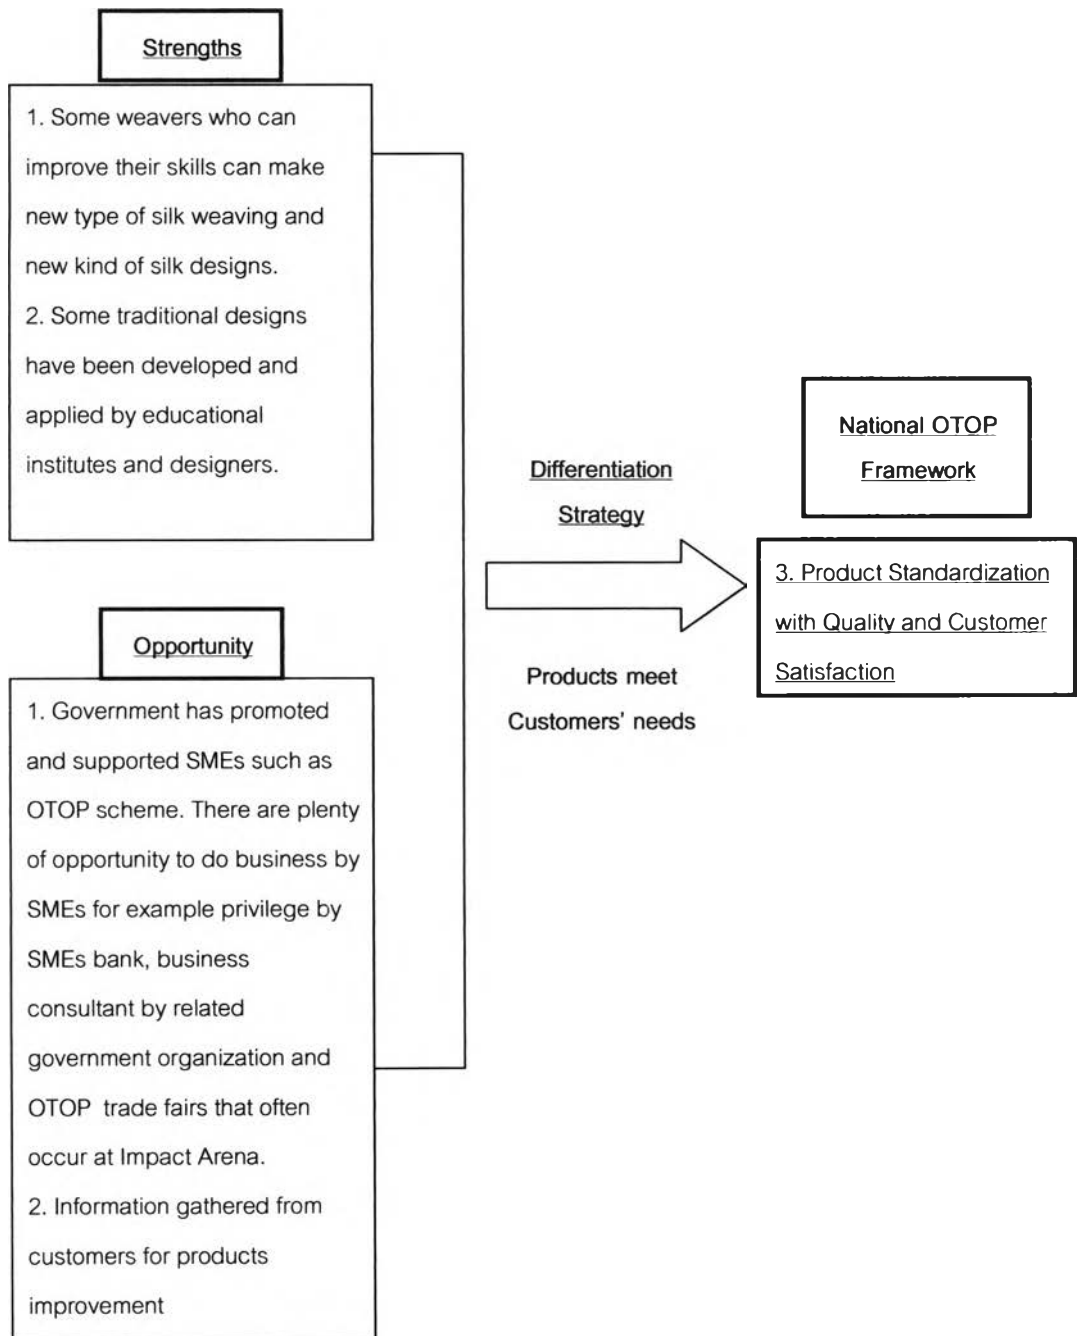 Strengths
1. Some weavers who can
improve their skills can make
new type of silk weaving and
new kind of silk designs.
2. Some traditional designs
have been developed and
applied by educational
institutes and designers.
Opportunity
1. Government has promoted
and supported SMEs such as
OTOP scheme. There are plenty
of opportunity to do business by
SMEs for example privilege by
SMEs bank, business
consultant by related
government organization and
OTOP trade fairs that often
occur at Impact Arena.
2. Information gathered from
customers for products
improvement
Differentiation
Strategy
Products meet
Customers' needs
National OTOP
Framework
3. Product Standardization
with Quality and Customer
Satisfaction